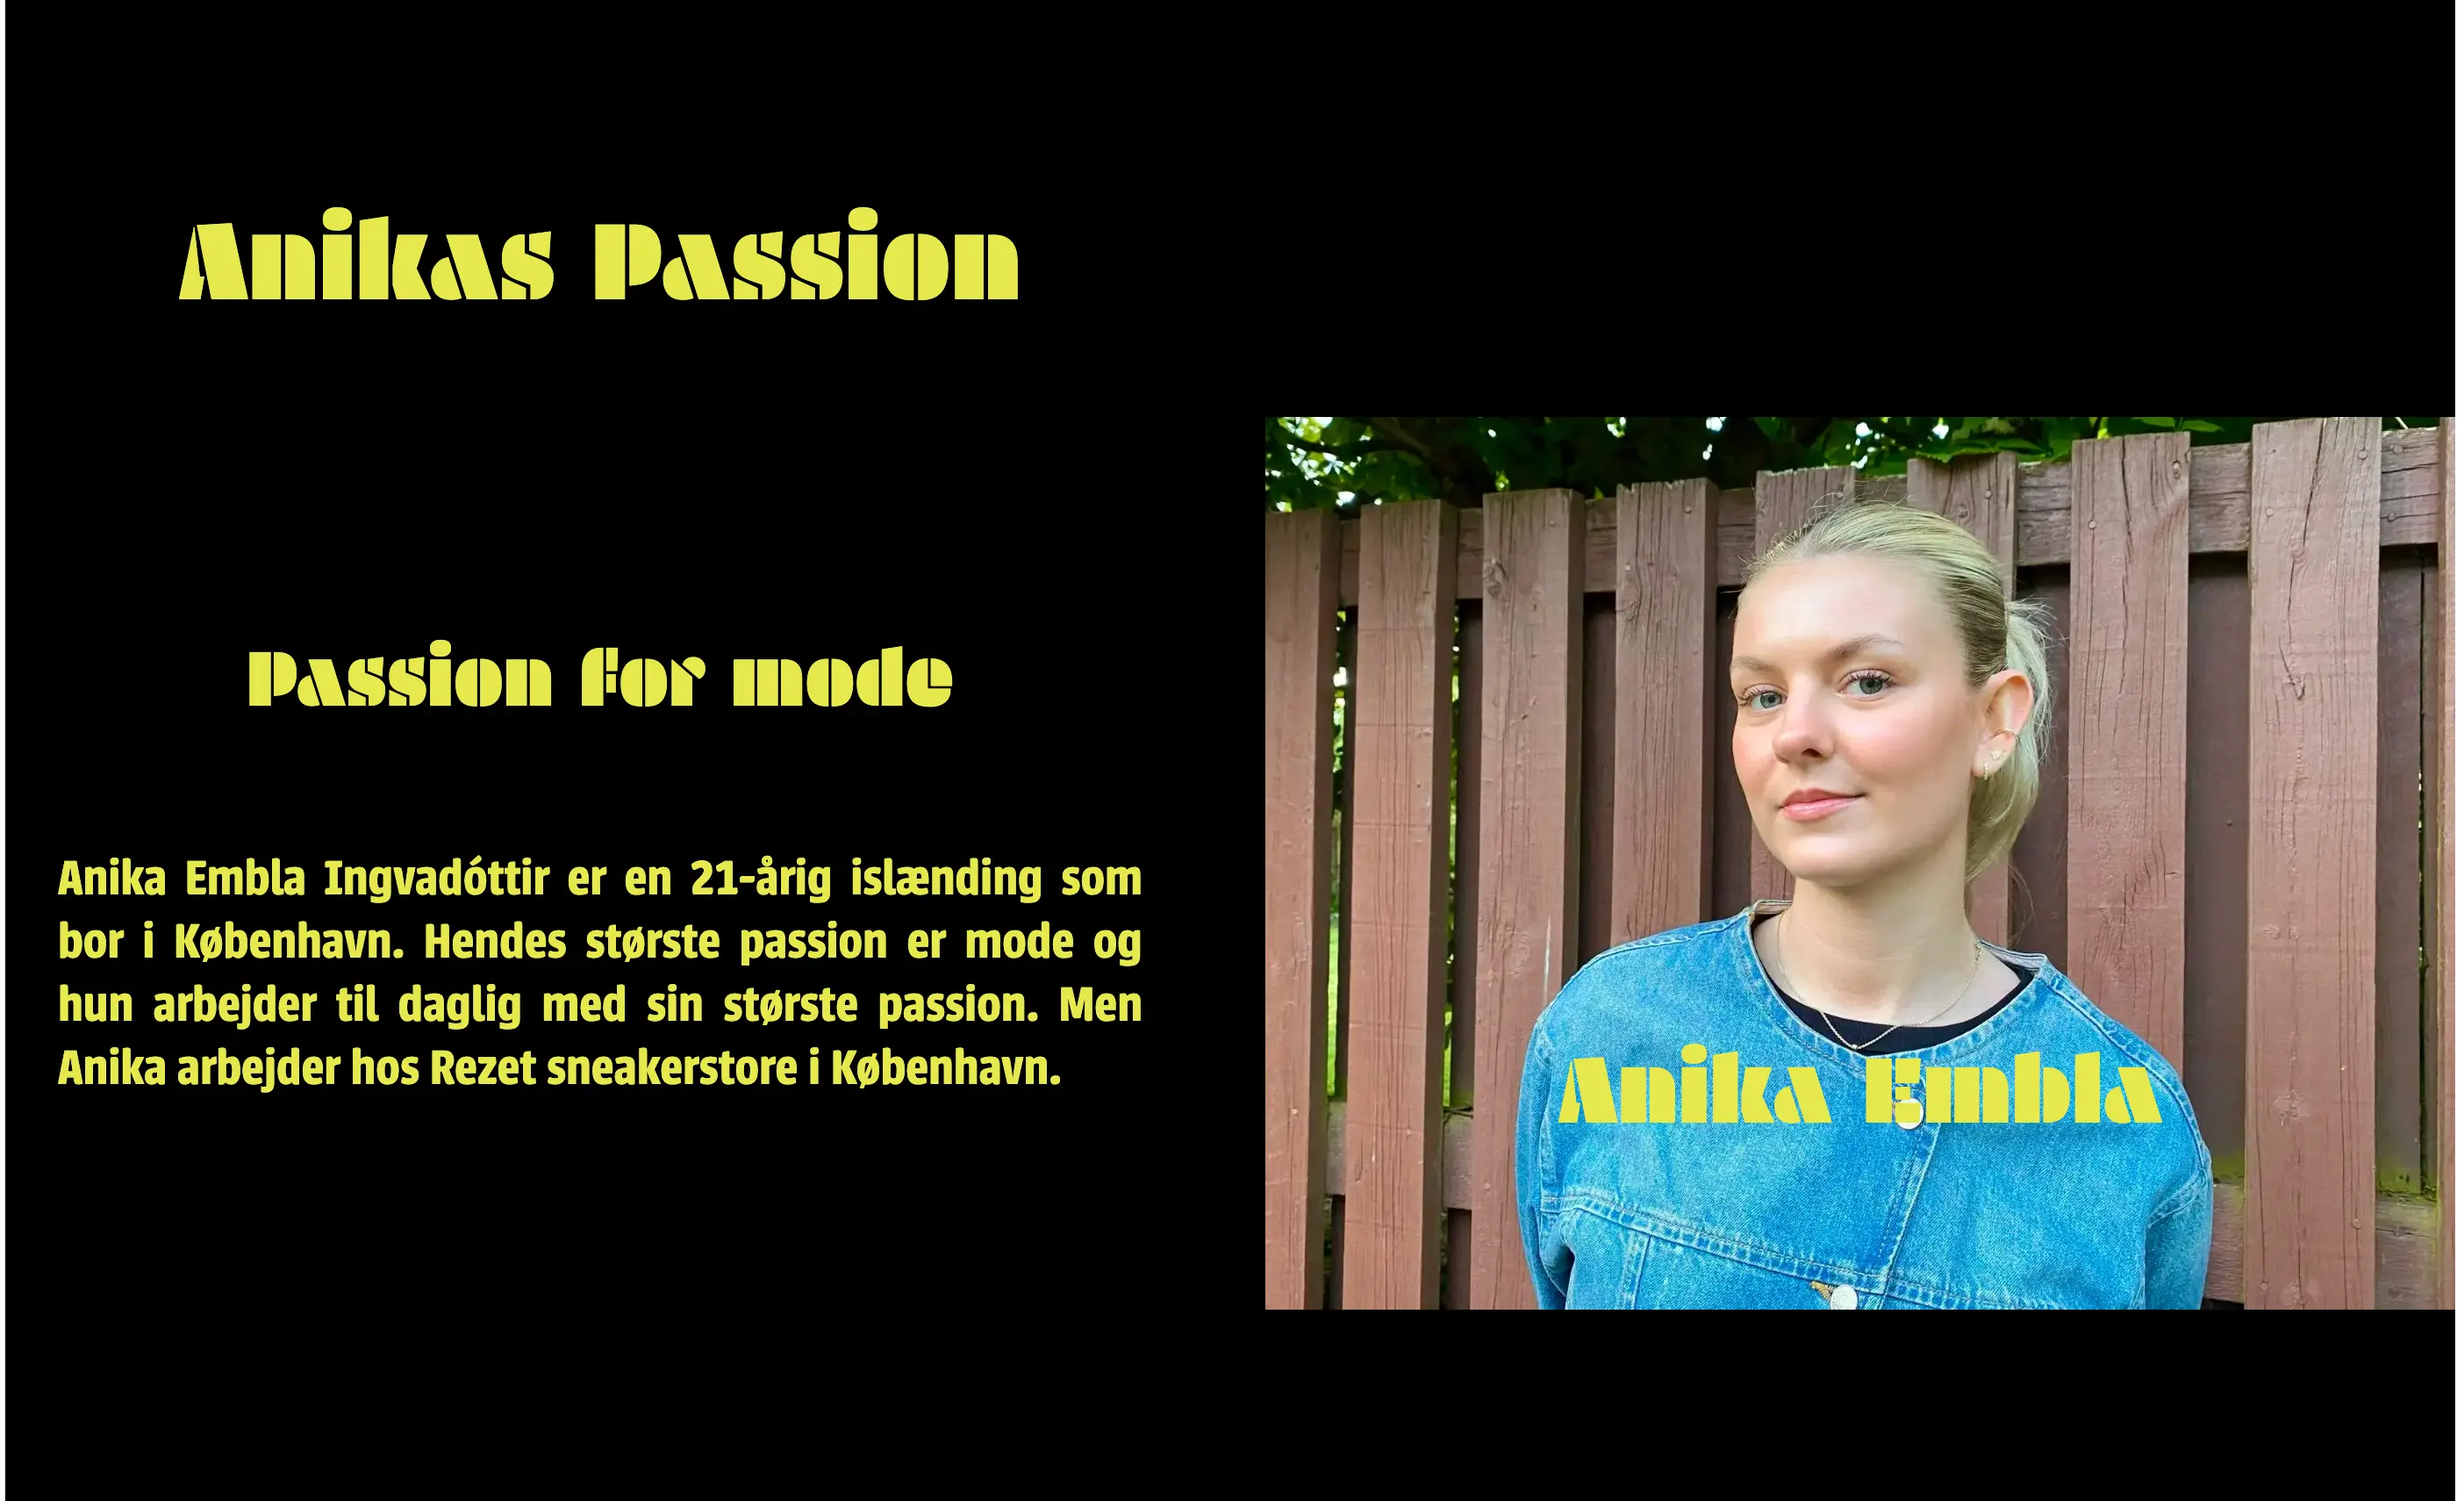 Anikas Passion
Passion for mode
Anika Embla Ingvadóttir er en 21-årig islænding som
bor i København. Hendes største passion er mode og
hun arbejder til daglig med sin største passion. Men
Anika arbejder hos Rezet sneakerstore i København.
Anika Embla